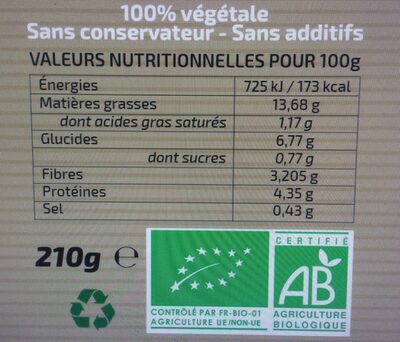 100% végétale
Sans conservateur - Sans additifs
VALEURS NUTRITIONNELLES POUR 100g
Énergies 725 kJ / 173 kcal
Matières grasses 13,68 g
dont acides gras saturés 1,17 g
Glucides 6,77 g
dont sucres 0,77 g
Fibres 3,205 g
Protéines 4,35 g
Sel 0,43 g
210g ℮
CONTRÔLÉ PAR FR-BIO-01
AGRICULTURE UE/NON-UE
CERTIFIÉ
AB
AGRICULTURE
BIOLOGIQUE